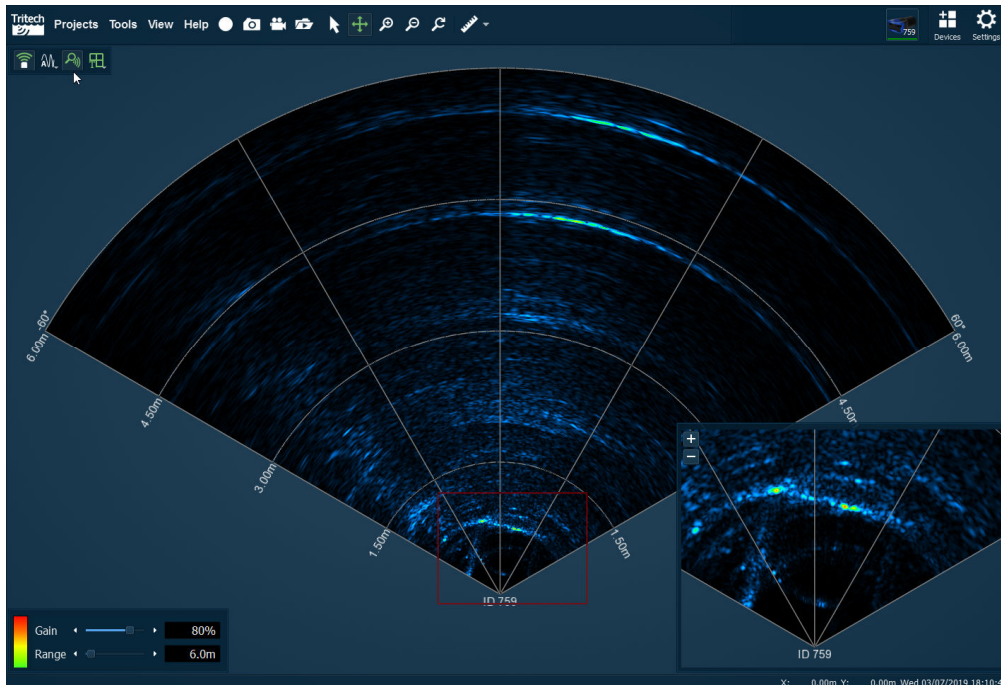 Tritech Projects Tools View Help
759
Devices Settings
60°
-60°
6.00m
6.00m
4.50m
4.50m
3.00m
1.50m
1.50m
ID 759
ID 759
Gain 80%
Range 6.0m
X: 0.00m Y: 0.00m Wed 03/07/2019 18:10:4